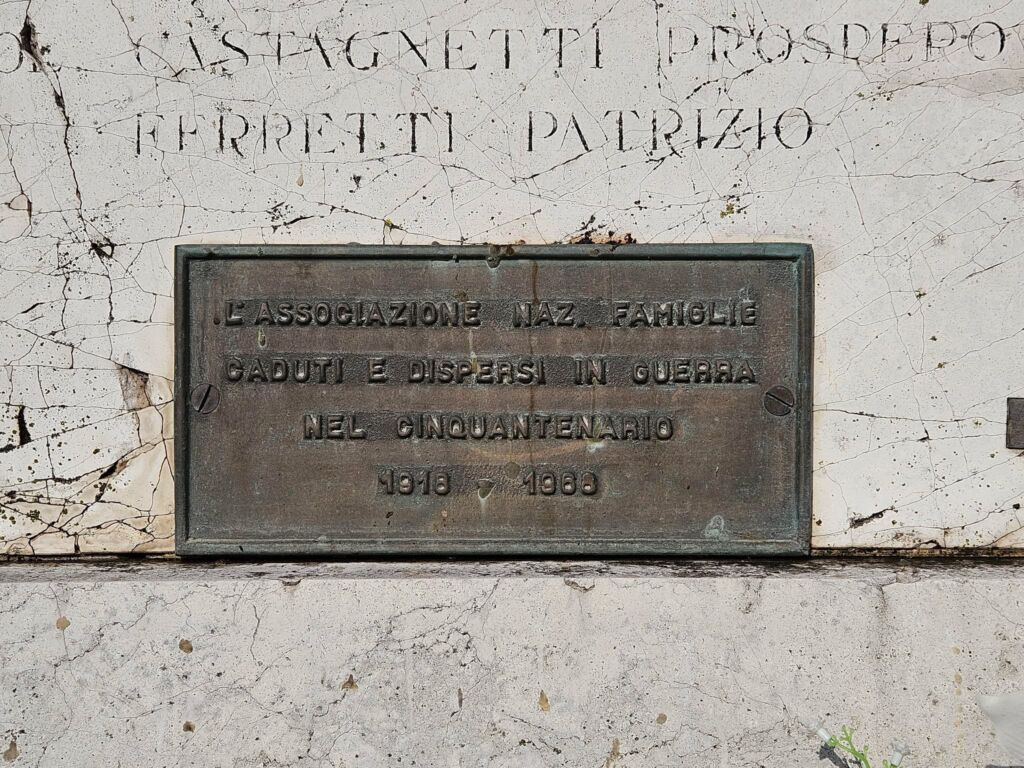 CASTAGNETTI PROSPERO
FERRETTI PATRIZIO
L'ASSOCIAZIONE NAZ. FAMIGLIE
CADUTI E DISPERSI IN GUERRA
NEL CINQUANTENARIO
1918 - 1968